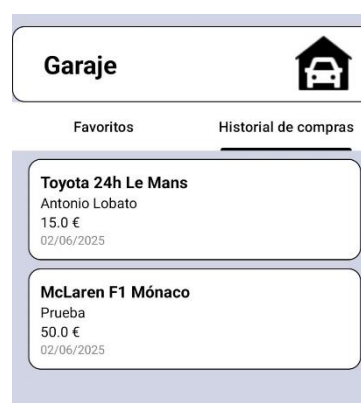 Garaje
Favoritos
Historial de compras
Toyota 24h Le Mans
Antonio Lobato
15.0 €
02/06/2025
McLaren F1 Mónaco
Prueba
50.0 €
02/06/2025